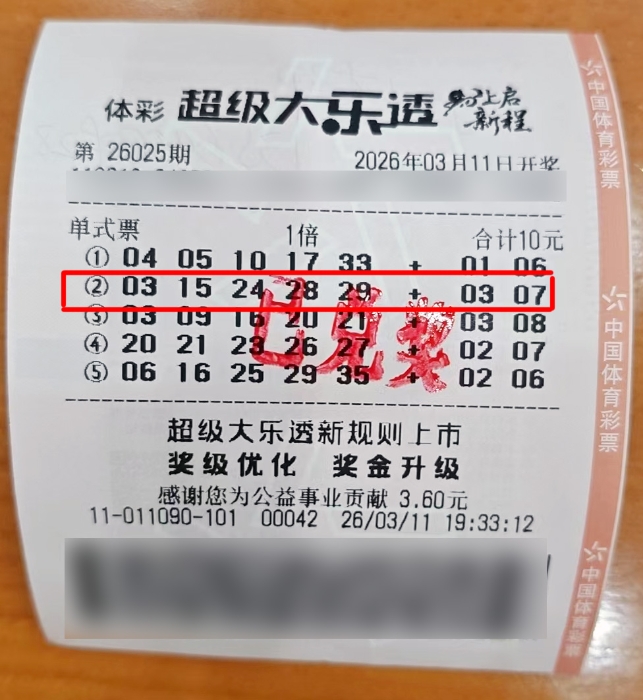 体彩 超级大乐透 马上启新程
第 26025期 2026年03月11日开奖
单式票 1倍 合计10元
① 04 05 10 17 33 + 01 06
② 03 15 24 28 29 + 03 07
③ 03 09 16 20 21 + 03 08
④ 20 21 23 26 27 + 02 07
⑤ 06 16 25 29 35 + 02 06
已兑奖
超级大乐透新规则上市
奖级优化 奖金升级
感谢您为公益事业贡献 3.60元
11-011090-101 00042 26/03/11 19:33:12
中国体育彩票
中国体育彩票
中国体育彩票